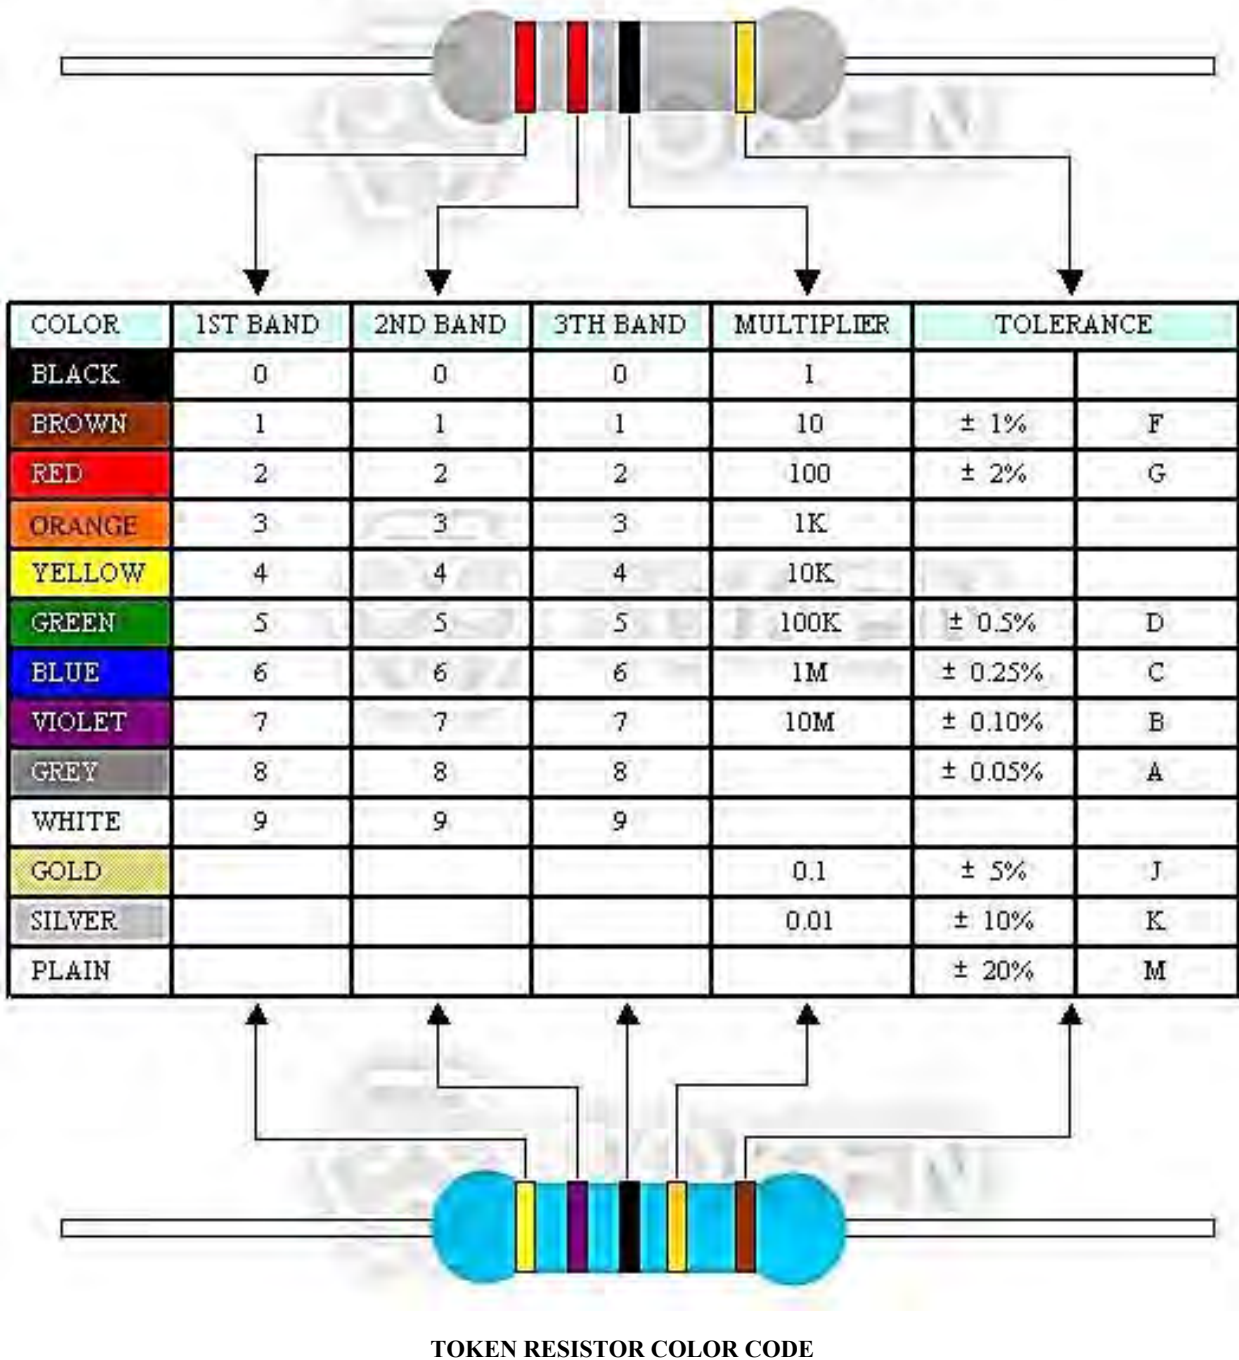 COLOR 1ST BAND 2ND BAND 3TH BAND MULTIPLIER TOLERANCE
BLACK 0 0 0 1
BROWN 1 1 1 10 ± 1% F
RED 2 2 2 100 ± 2% G
ORANGE 3 3 3 1K
YELLOW 4 4 4 10K
GREEN 5 5 5 100K ± 0.5% D
BLUE 6 6 6 1M ± 0.25% C
VIOLET 7 7 7 10M ± 0.10% B
GREY 8 8 8 ± 0.05% A
WHITE 9 9 9
GOLD 0.1 ± 5% J
SILVER 0.01 ± 10% K
PLAIN ± 20% M
TOKEN RESISTOR COLOR CODE